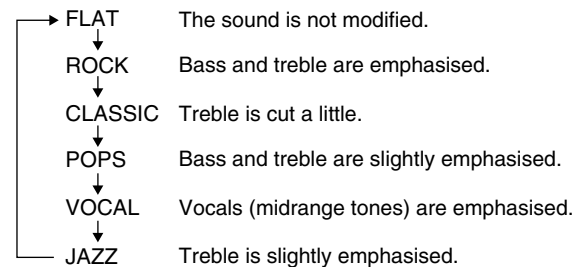 FLAT The sound is not modified.
ROCK Bass and treble are emphasised.
CLASSIC Treble is cut a little.
POPS Bass and treble are slightly emphasised.
VOCAL Vocals (midrange tones) are emphasised.
JAZZ Treble is slightly emphasised.